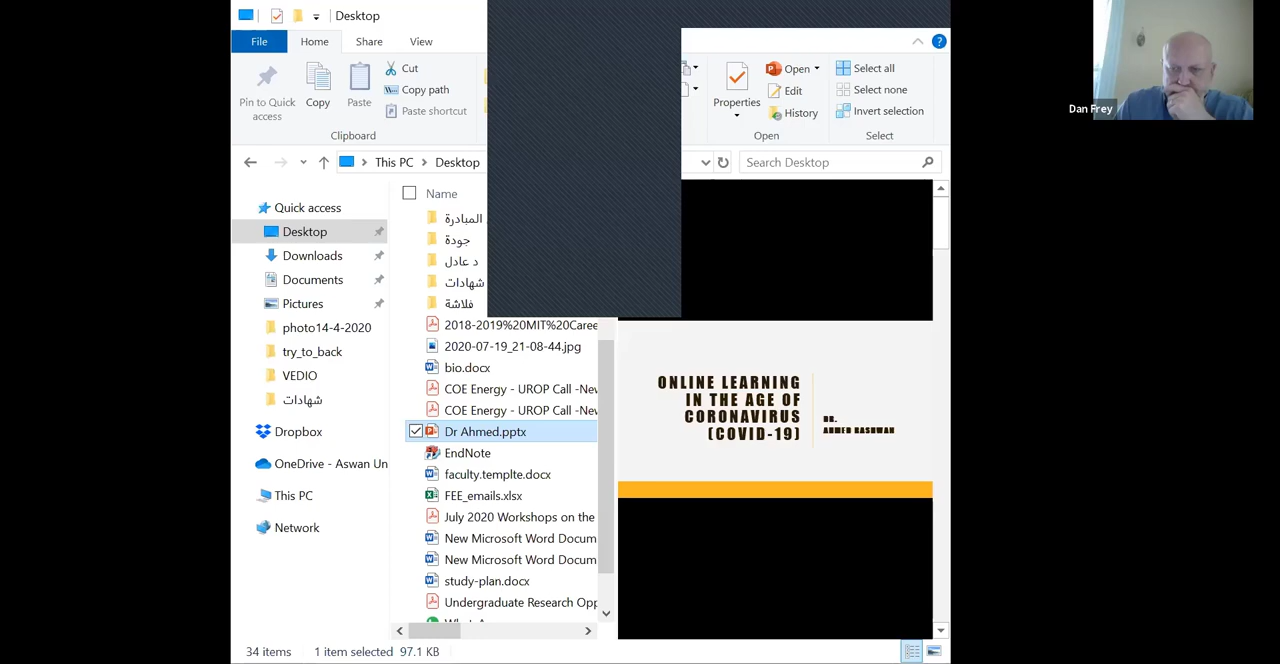 Desktop
File
Home
Share
View
Pin to Quick
access
Copy
Paste
Cut
Copy path
Paste shortcut
Clipboard
Properties
Open
Edit
History
Open
Select all
Select none
Invert selection
Select
This PC
Desktop
Search Desktop
Quick access
Desktop
Downloads
Documents
Pictures
photo14-4-2020
try_to_back
VEDIO
شهادات
Dropbox
OneDrive - Aswan Un
This PC
Network
Name
المبادرة
جودة
د عادل
شهادات
فلاشة
2018-2019%20MIT%20Caree
2020-07-19_21-08-44.jpg
bio.docx
COE Energy - UROP Call -Nev
COE Energy - UROP Call -Nev
Dr Ahmed.pptx
EndNote
faculty.templte.docx
FEE_emails.xlsx
July 2020 Workshops on the
New Microsoft Word Docum
New Microsoft Word Docum
study-plan.docx
Undergraduate Research Opp
ONLINE LEARNING
IN THE AGE OF
CORONAVIRUS
(COVID-19)
DR.
34 items
1 item selected
97.1 KB
Dan Frey